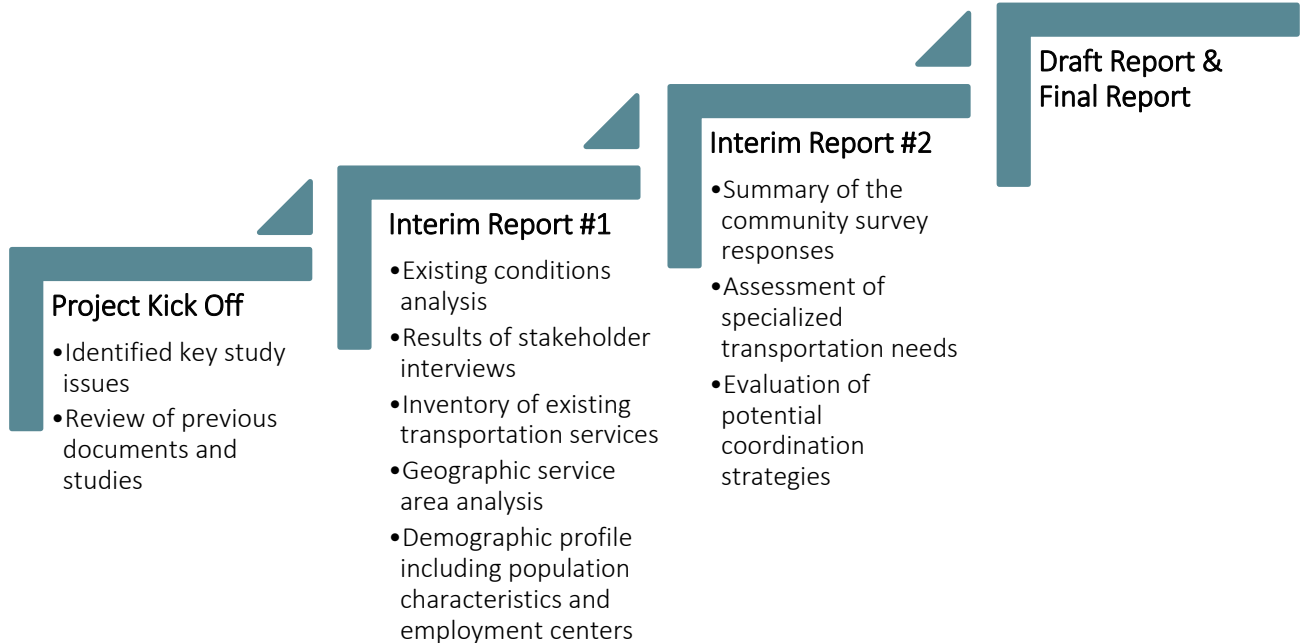 Project Kick Off
•Identified key study
issues
•Review of previous
documents and
studies
Interim Report #1
•Existing conditions
analysis
•Results of stakeholder
interviews
•Inventory of existing
transportation services
•Geographic service
area analysis
•Demographic profile
including population
characteristics and
employment centers
Interim Report #2
•Summary of the
community survey
responses
•Assessment of
specialized
transportation needs
•Evaluation of
potential
coordination
strategies
Draft Report &
Final Report